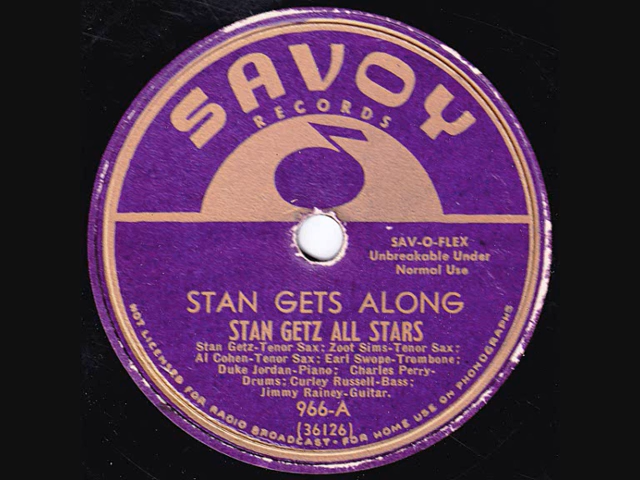 SAVOY
RECORDS
SAV-O-FLEX
Unbreakable Under
Normal Use
STAN GETS ALONG
STAN GETZ ALL STARS
Stan Getz-Tenor Sax; Zoot Sims-Tenor Sax;
Al Cohen-Tenor Sax; Earl Swope-Trombone;
Duke Jordan-Piano; Charles Perry-
Drums; Curley Russell-Bass;
Jimmy Rainey-Guitar.
966-A
(36126)
NOT LICENSED FOR RADIO BROADCAST • FOR HOME USE ON PHONOGRAPHS